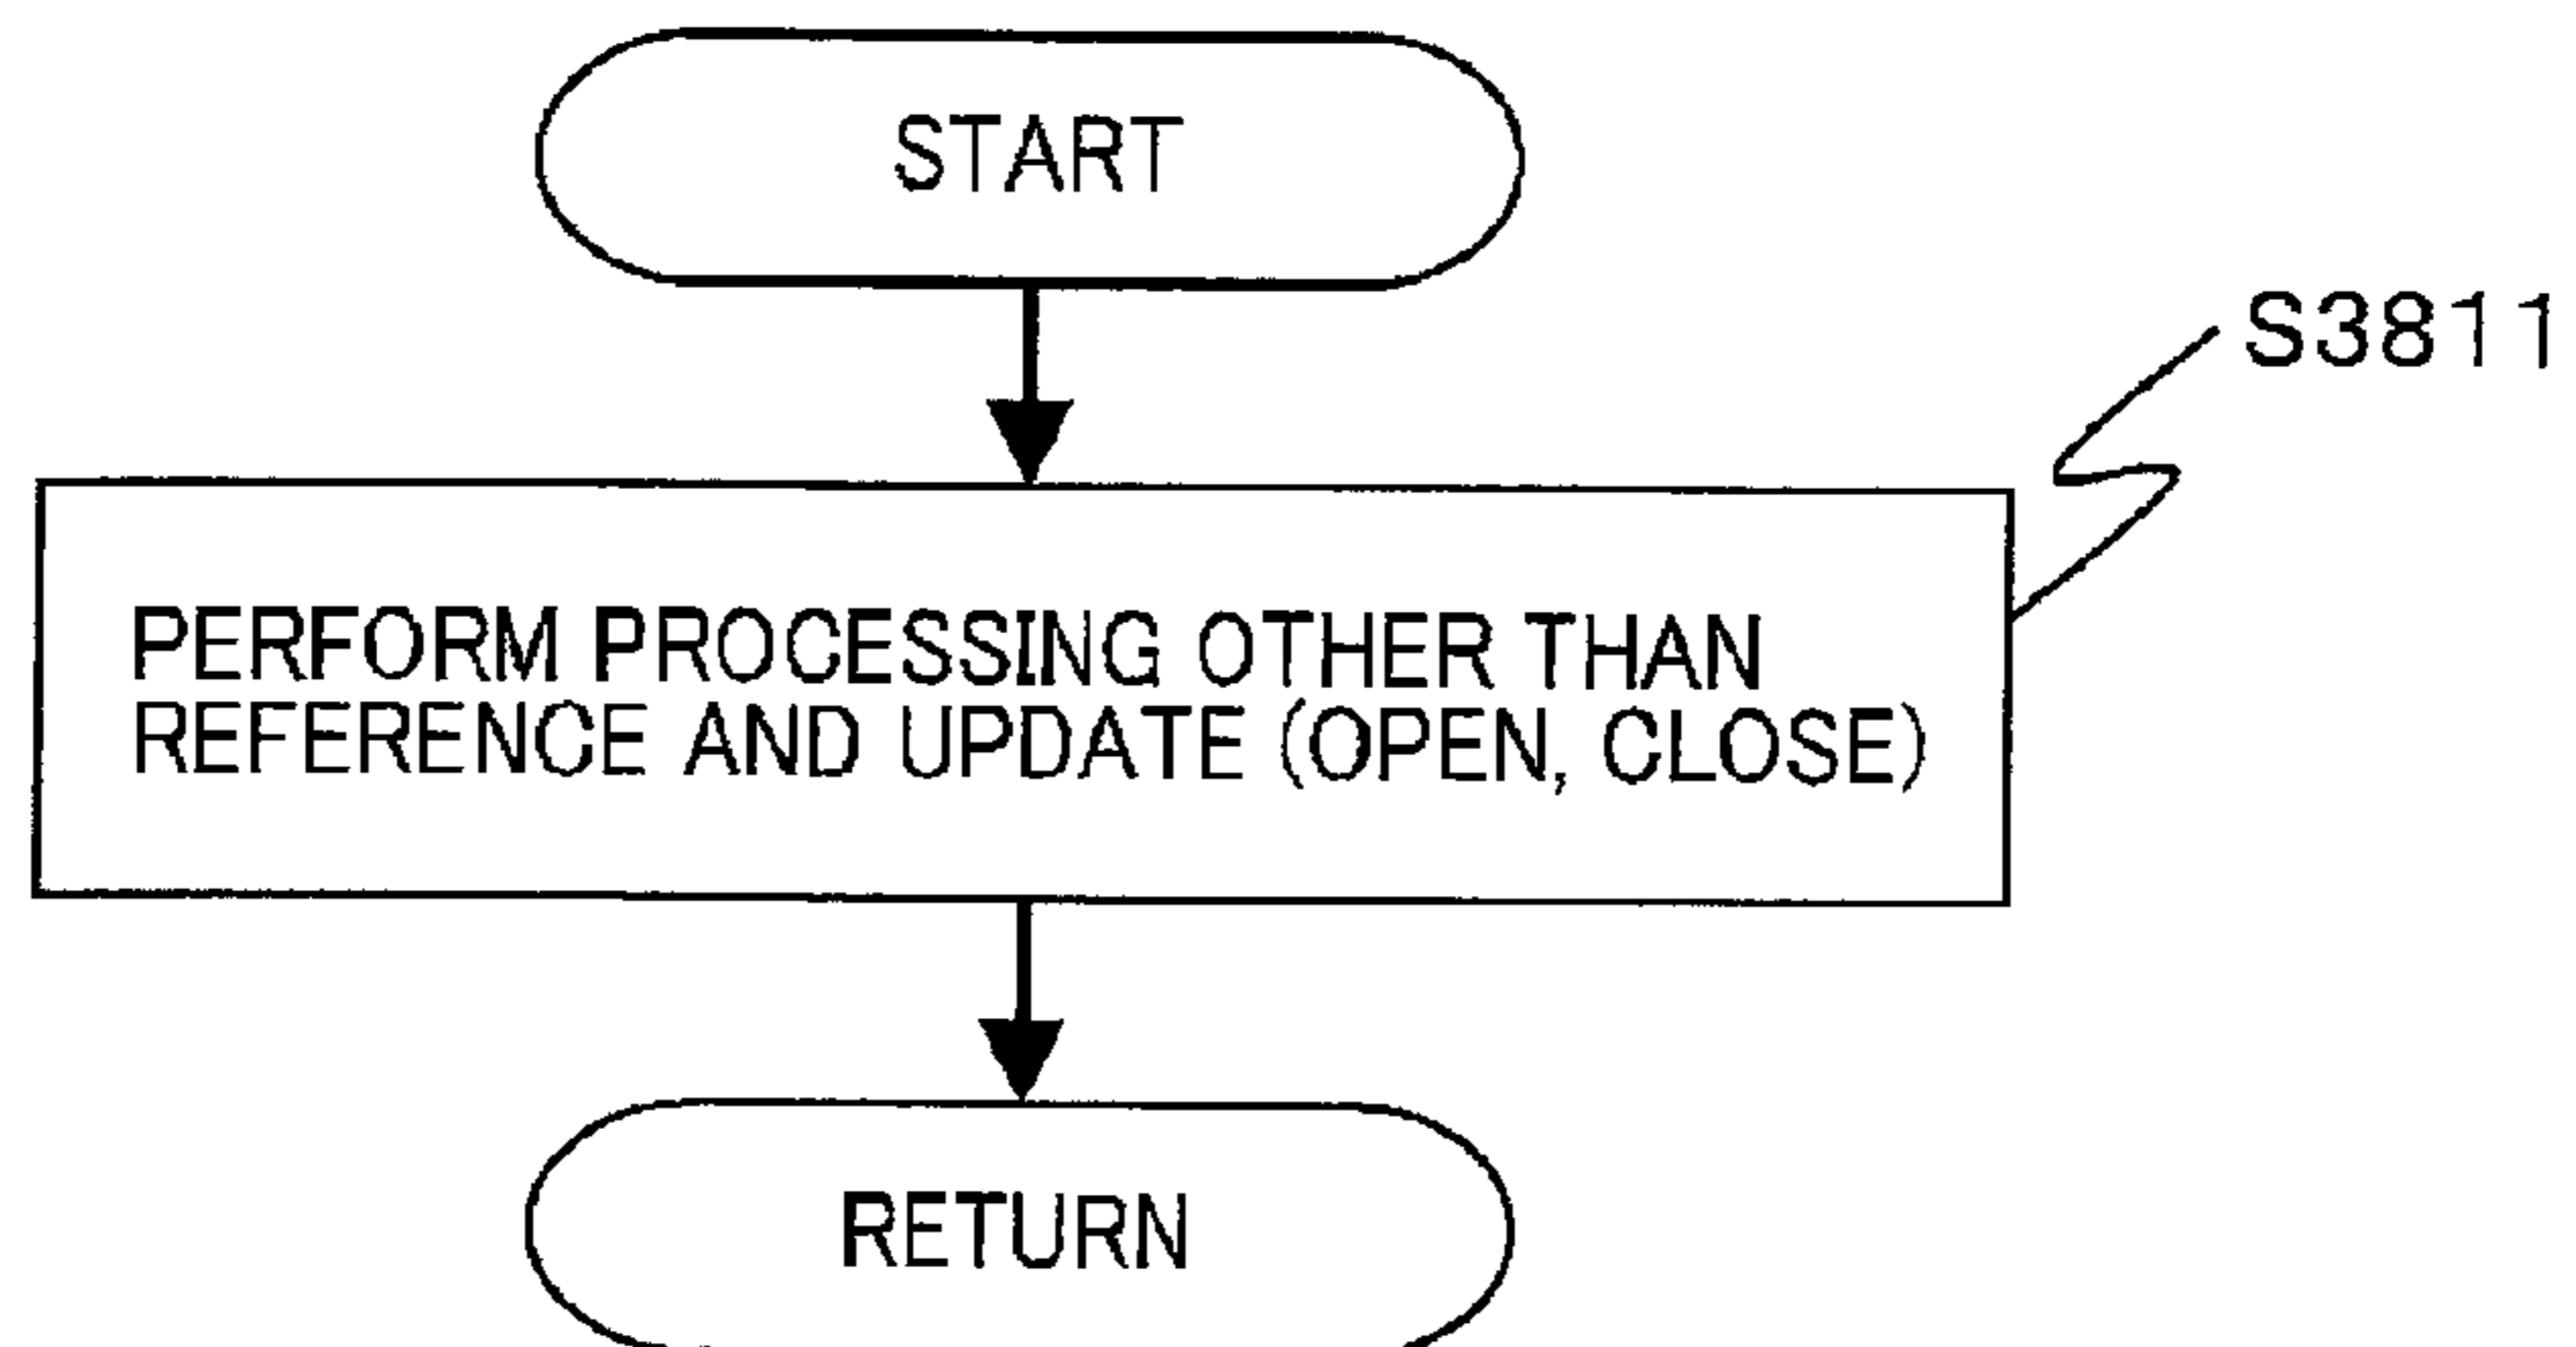 START
S3811
PERFORM PROCESSING OTHER THAN
REFERENCE AND UPDATE (OPEN, CLOSE)
RETURN